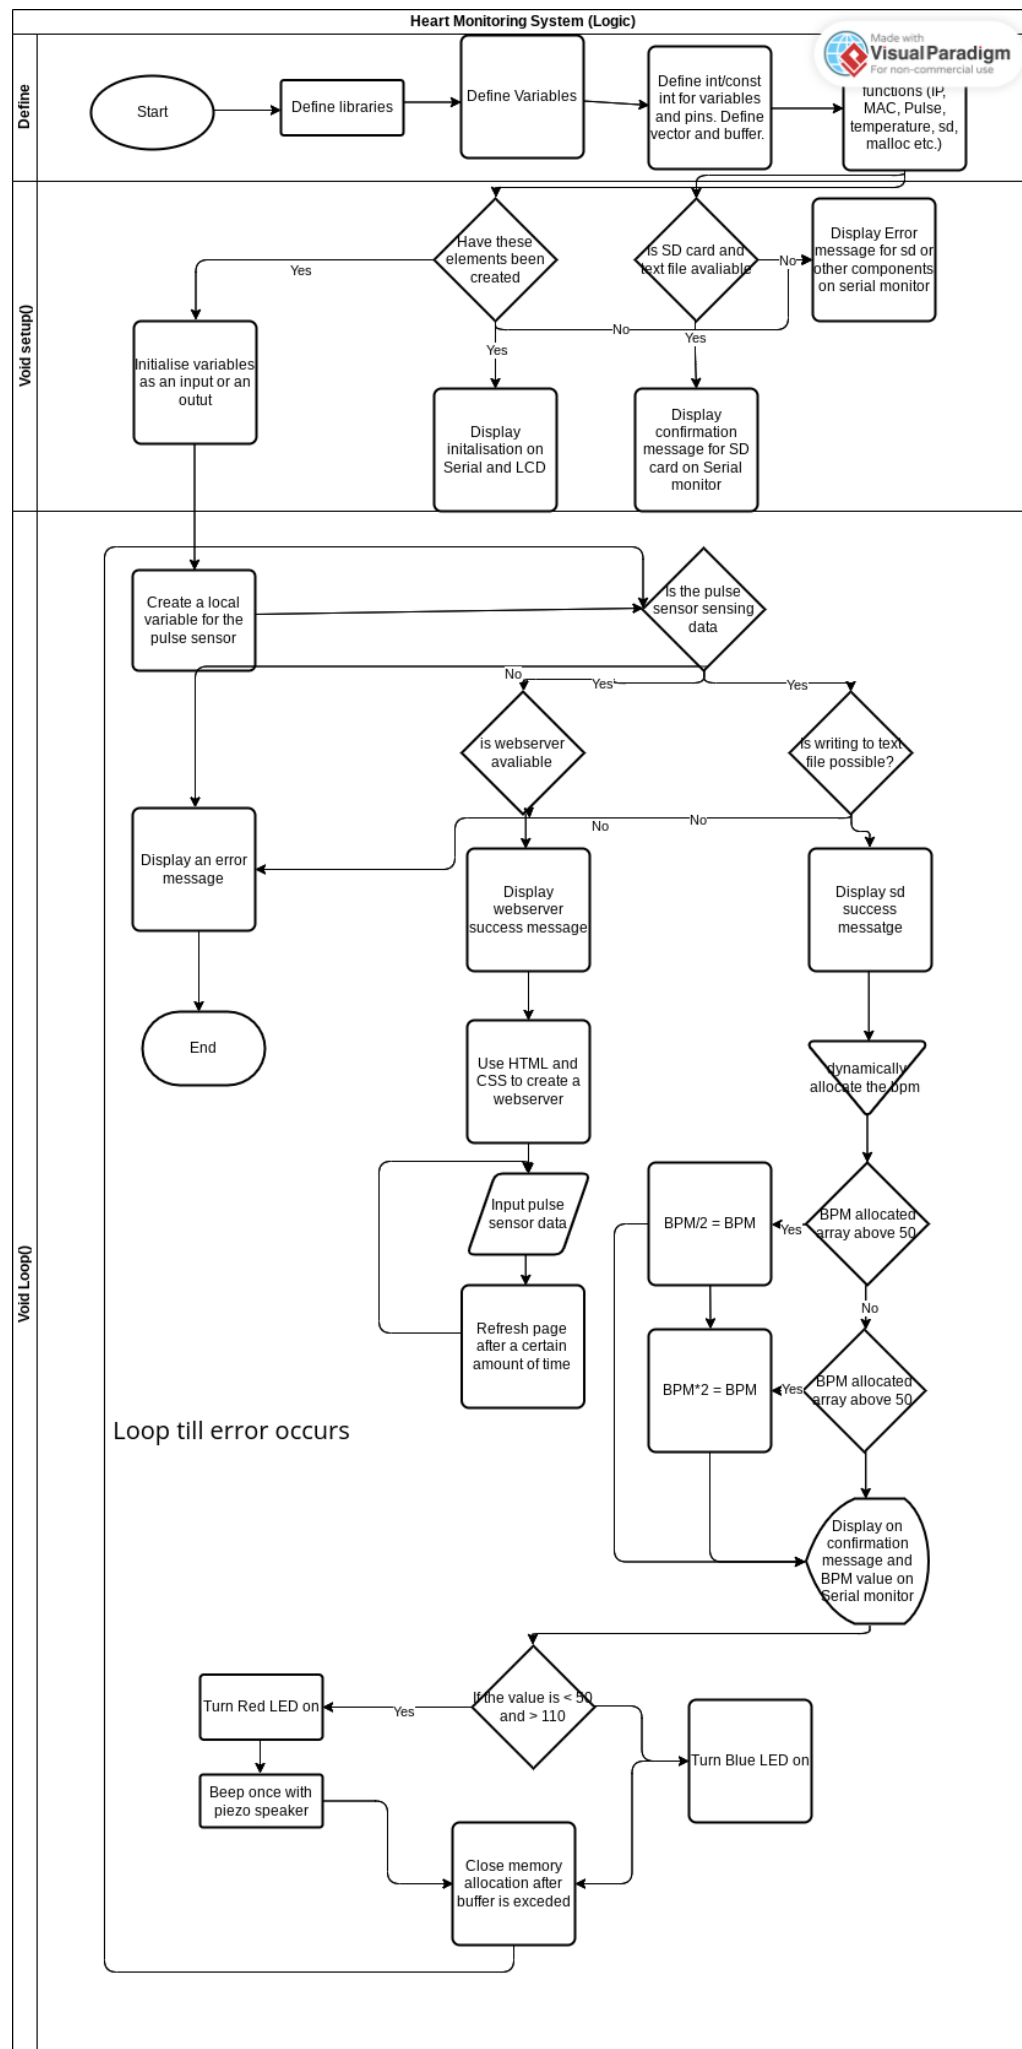 Heart Monitoring System (Logic)
Made with
Visual Paradigm
For non-commercial use
Define
Start
Define libraries
Define Variables
Define int/const
int for variables
and pins. Define
vector and buffer.
functions (IP,
MAC, Pulse,
temperature, sd,
malloc etc.)
Void setup()
Have these
elements been
created
Is SD card and
text file avaliable
No
Display Error
message for sd or
other components
on serial monitor
Yes
No
Yes
Yes
Initialise variables
as an input or an
outut
Display
initalisation on
Serial and LCD
Display
confirmation
message for SD
card on Serial
monitor
Void Loop()
Create a local
variable for the
pulse sensor
Is the pulse
sensor sensing
data
No
Yes'
Yes
is webserver
avaliable
Is writing to text
file possible?
No
No
Display an error
message
Display
webserver
success message
Display sd
success
messatge
End
Use HTML and
CSS to create a
webserver
dynamically
allocate the bpm
Input pulse
sensor data
BPM/2 = BPM
Yes
BPM allocated
array above 50
No
Refresh page
after a certain
amount of time
BPM*2 = BPM
Yes
BPM allocated
array above 50
Loop till error occurs
Display on
confirmation
message and
BPM value on
Serial monitor
Turn Red LED on
Yes
If the value is < 50
and > 110
Turn Blue LED on
Beep once with
piezo speaker
Close memory
allocation after
buffer is exceded